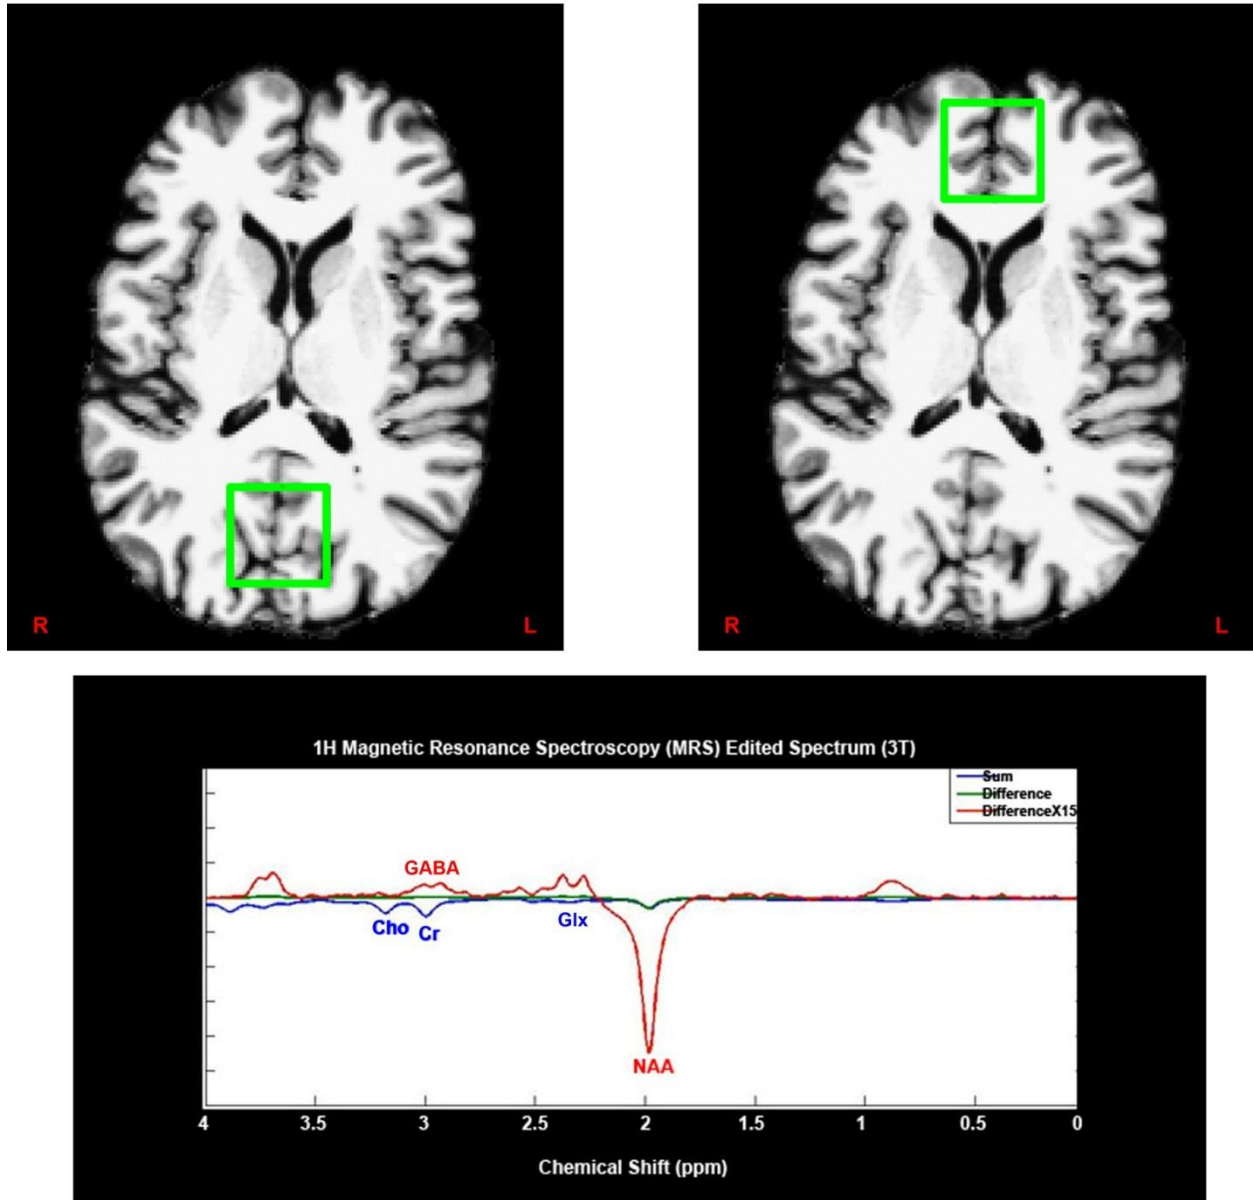 R L
R L
1H Magnetic Resonance Spectroscopy (MRS) Edited Spectrum (3T)
Sum
Difference
DifferenceX15
GABA
Cho
Cr
Glx
NAA
4 3.5 3 2.5 2 1.5 1 0.5 0
Chemical Shift (ppm)